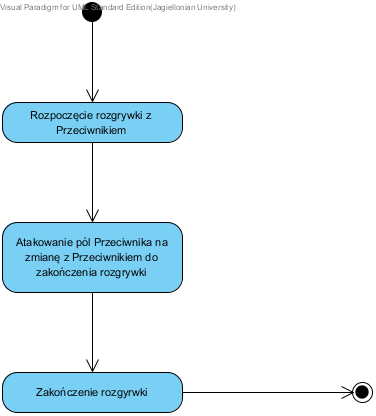 Visual Paradigm for UML Standard Edition(Jagiellonian University)
Rozpoczęcie rozgrywki z
Przeciwnikiem
Atakowanie pól Przeciwnika na
zmianę z Przeciwnikiem do
zakończenia rozgrywki
Zakończenie rozgyrwki